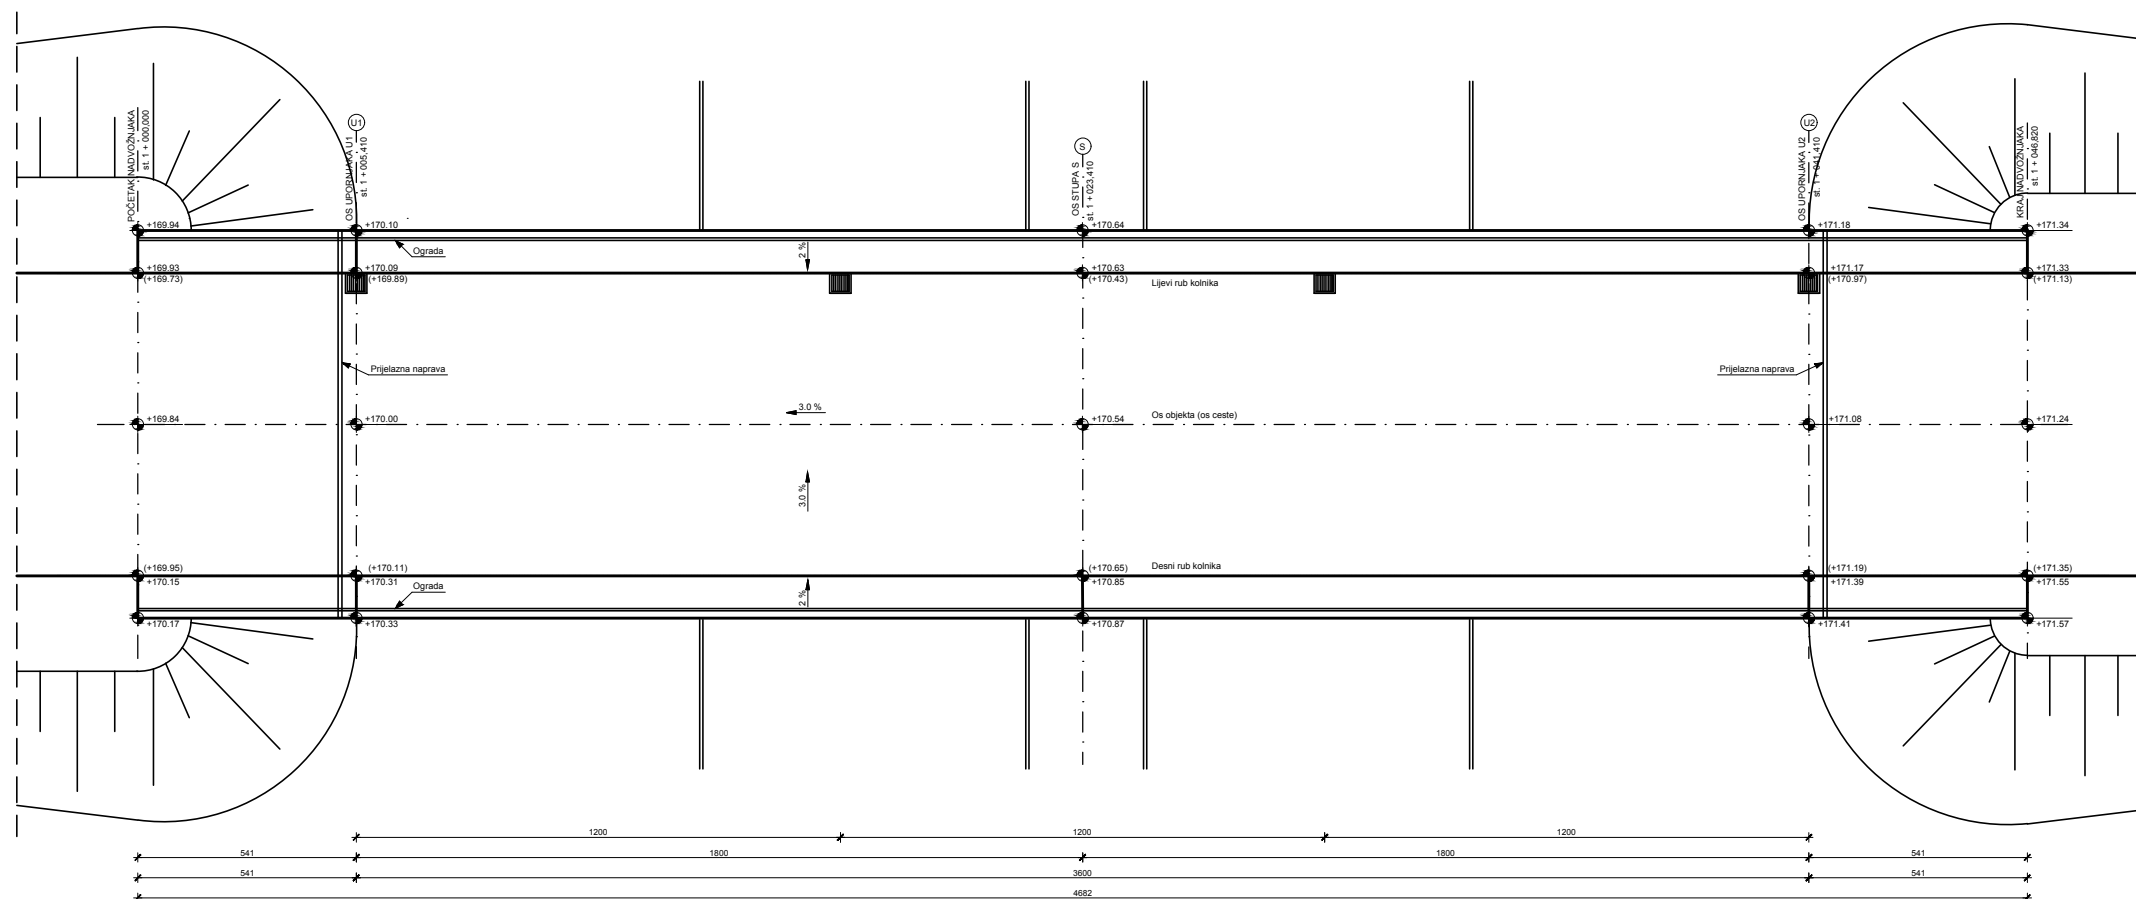 POČETAK NADVOŽNJAKA
st. 1 + 000,000
U1
OS UPORNJAKA U1
st. 1 + 005,410
S
OS STUPA S
st. 1 + 023,410
U2
OS UPORNJAKA U2
st. 1 + 041,410
KRAJ NADVOŽNJAKA
st. 1 + 046,820
+169.94
+170.10
+170.64
+171.18
+171.34
Ograda
2 %
+169.93
(+169.73)
+170.09
(+169.89)
+170.63
(+170.43)
Lijevi rub kolnika
+171.17
(+170.97)
+171.33
(+171.13)
Prijelazna naprava
Prijelazna naprava
3.0 %
Os objekta (os ceste)
+169.84
+170.00
+170.54
+171.08
+171.24
3.0 %
(+169.95)
+170.15
(+170.11)
+170.31
(+170.65)
+170.85
Desni rub kolnika
(+171.19)
+171.39
(+171.35)
+171.55
Ograda
2 %
+170.17
+170.33
+170.87
+171.41
+171.57
1200
1200
1200
541
1800
1800
541
541
3600
541
4682